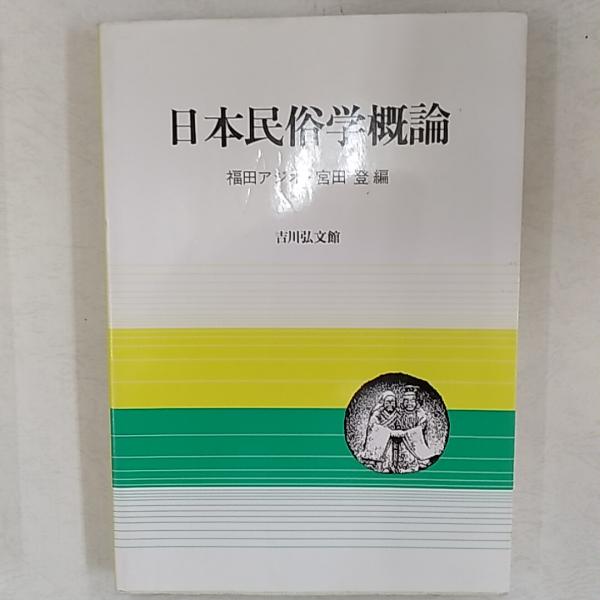 日本民俗学概論
福田アジオ・宮田 登 編
吉川弘文館